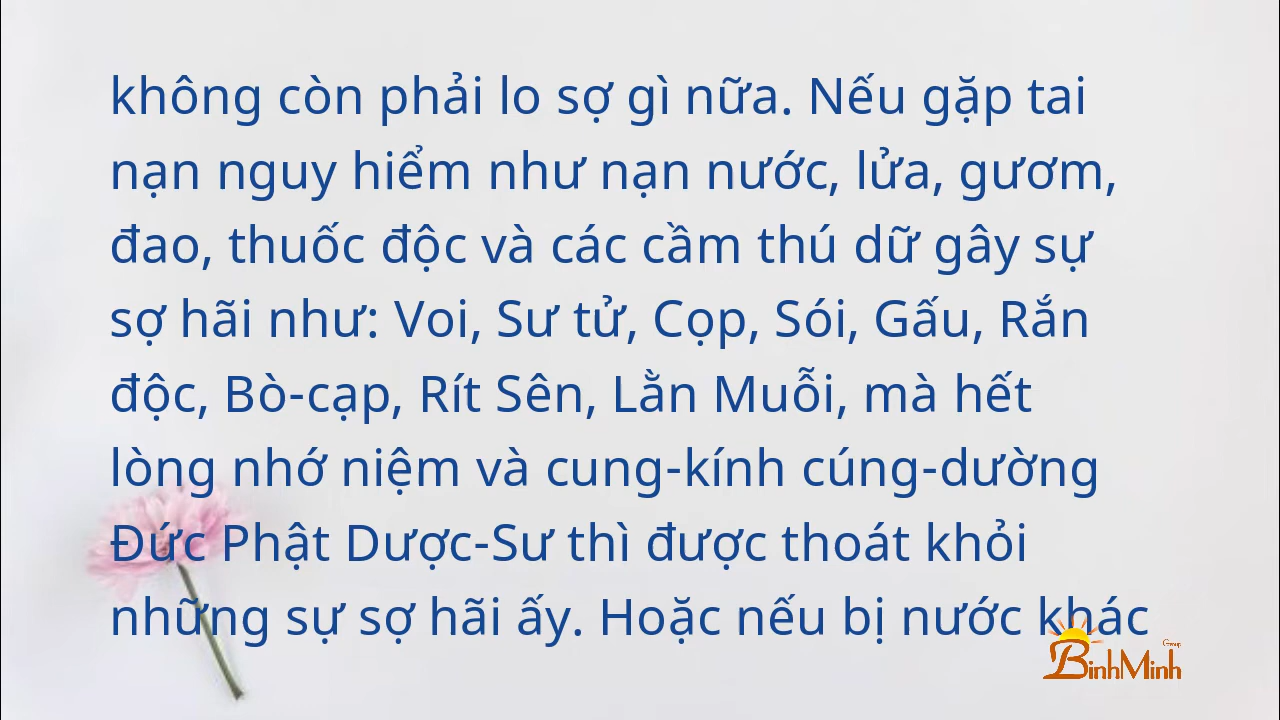 không còn phải lo sợ gì nữa. Nếu gặp tai
nạn nguy hiểm như nạn nước, lửa, gươm,
đao, thuốc độc và các cầm thú dữ gây sự
sợ hãi như: Voi, Sư tử, Cọp, Sói, Gấu, Rắn
độc, Bò-cạp, Rít Sên, Lằn Muỗi, mà hết
lòng nhớ niệm và cung-kính cúng-dường
Đức Phật Dược-Sư thì được thoát khỏi
những sự sợ hãi ấy. Hoặc nếu bị nước khác
Group
BinhMinh